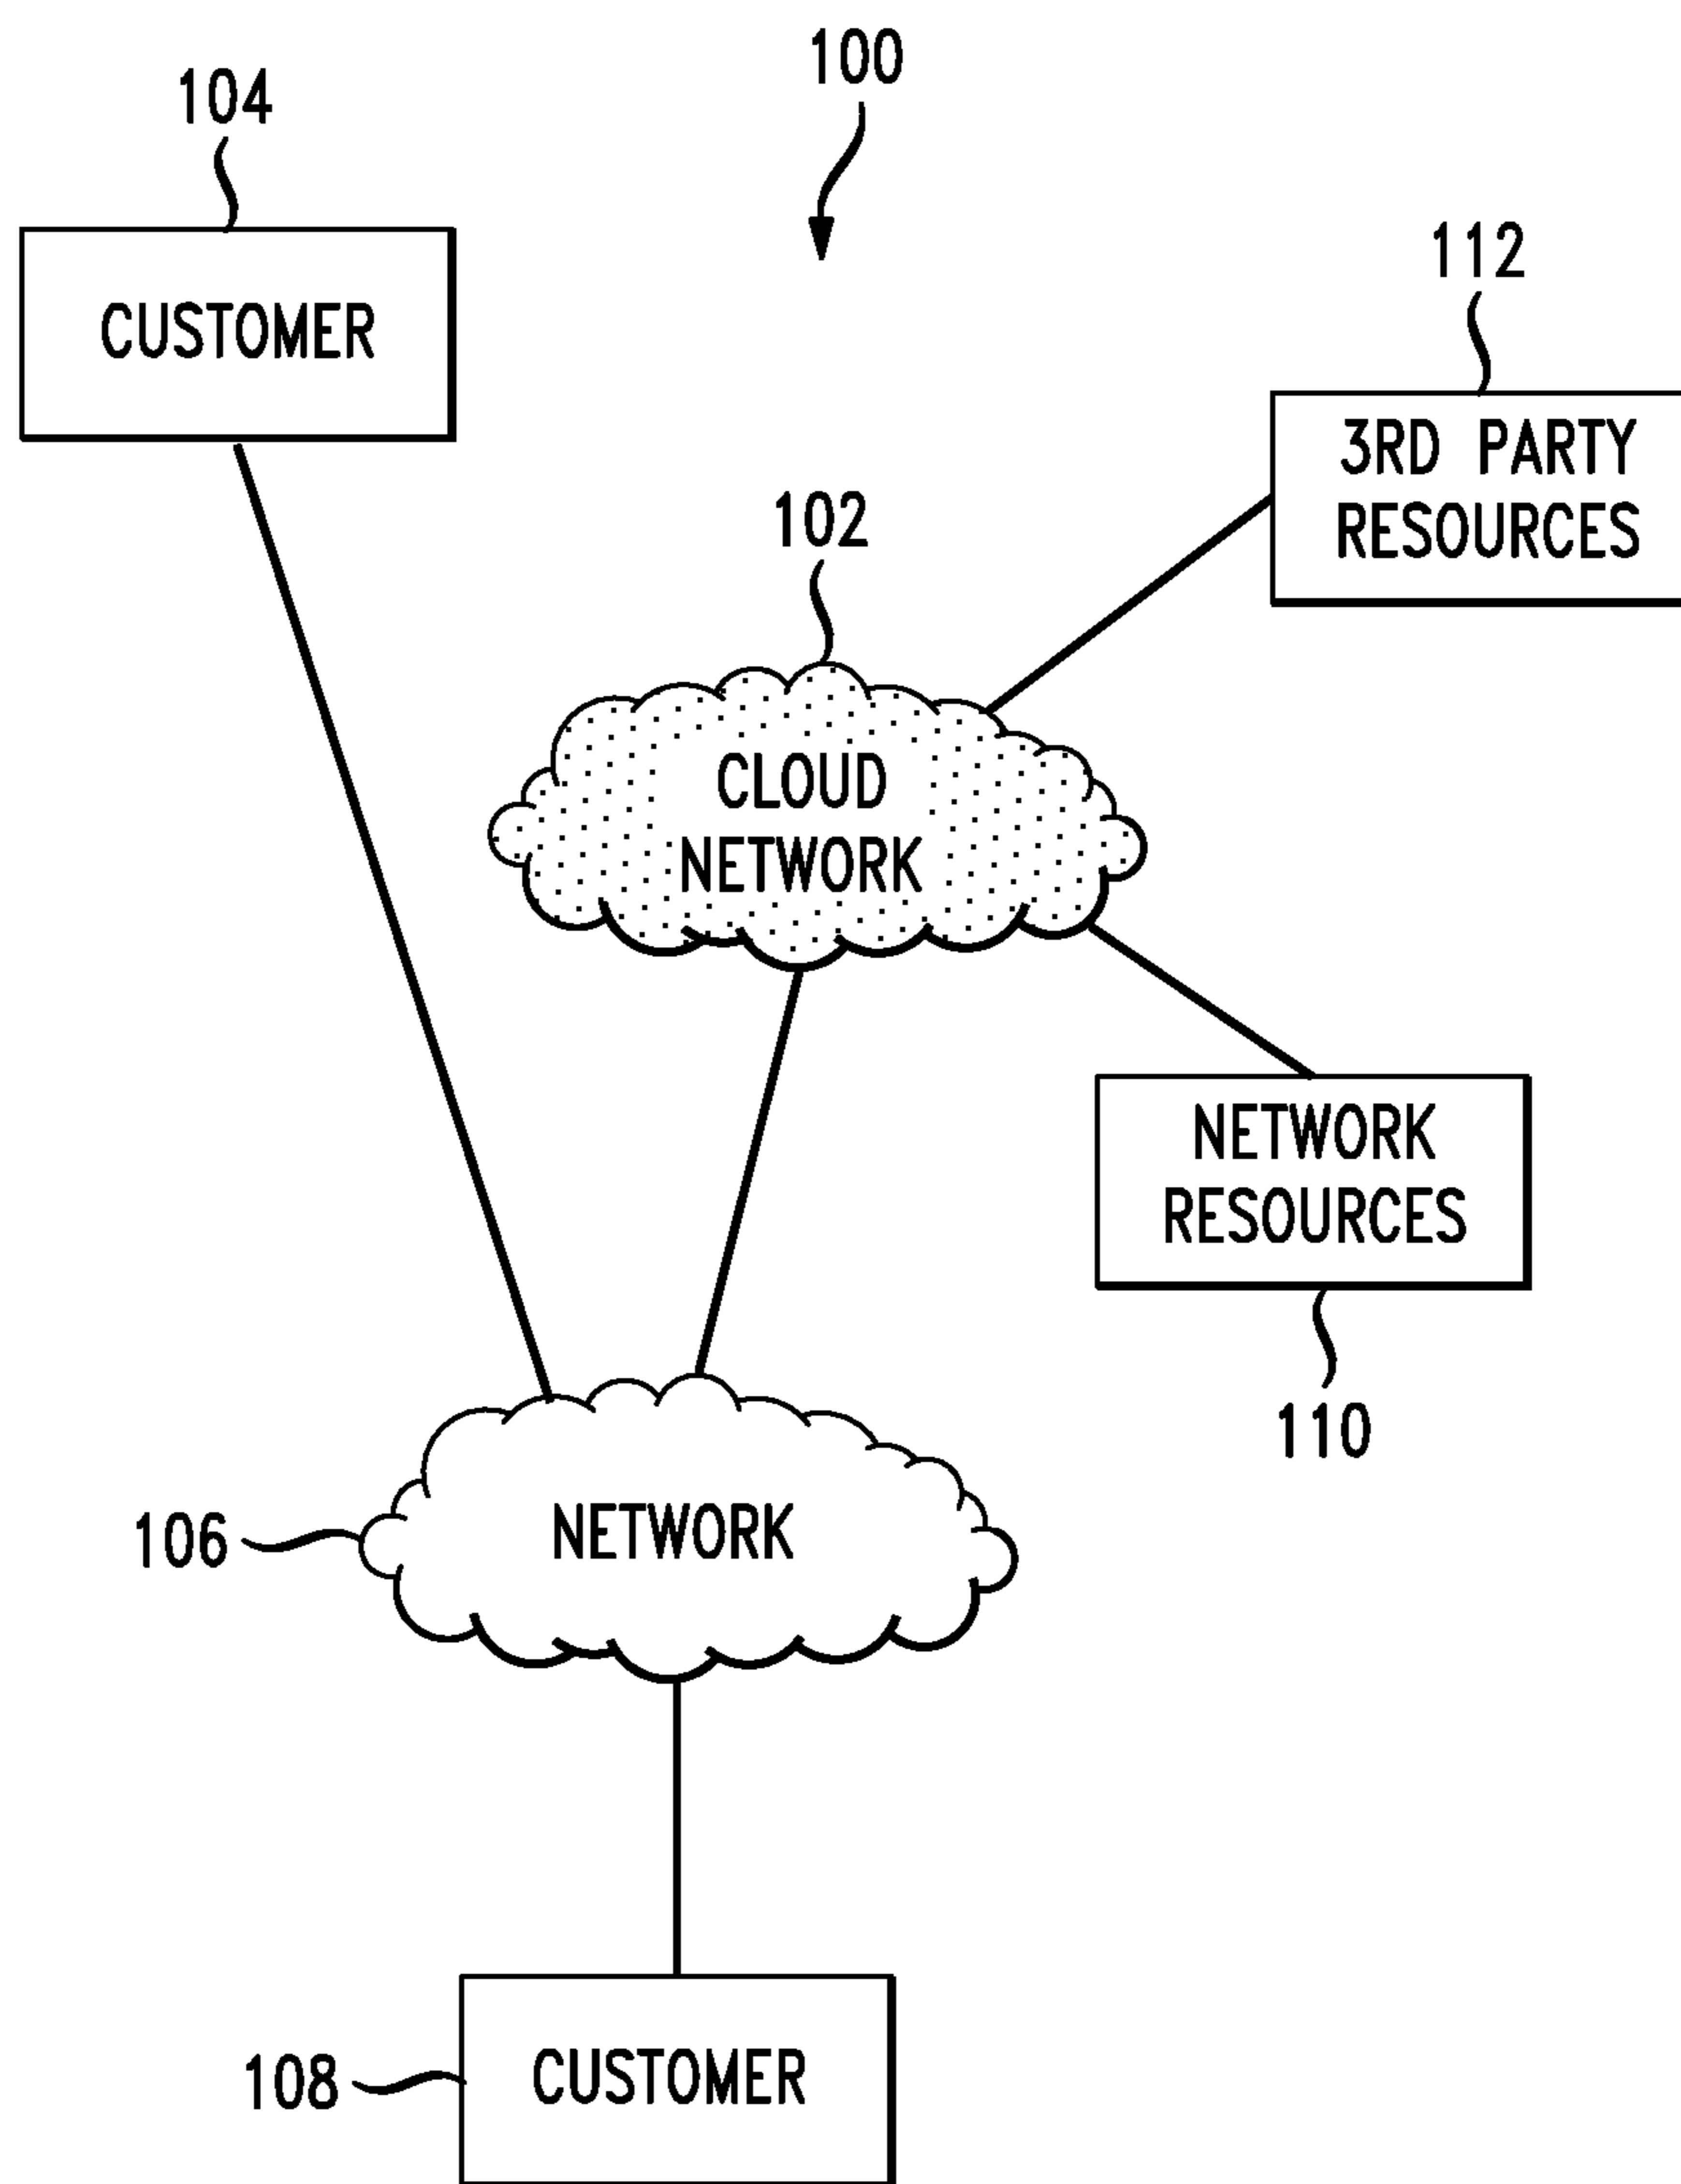 100
104
CUSTOMER
112
3RD PARTY
RESOURCES
102
CLOUD
NETWORK
NETWORK
RESOURCES
110
106
NETWORK
108
CUSTOMER